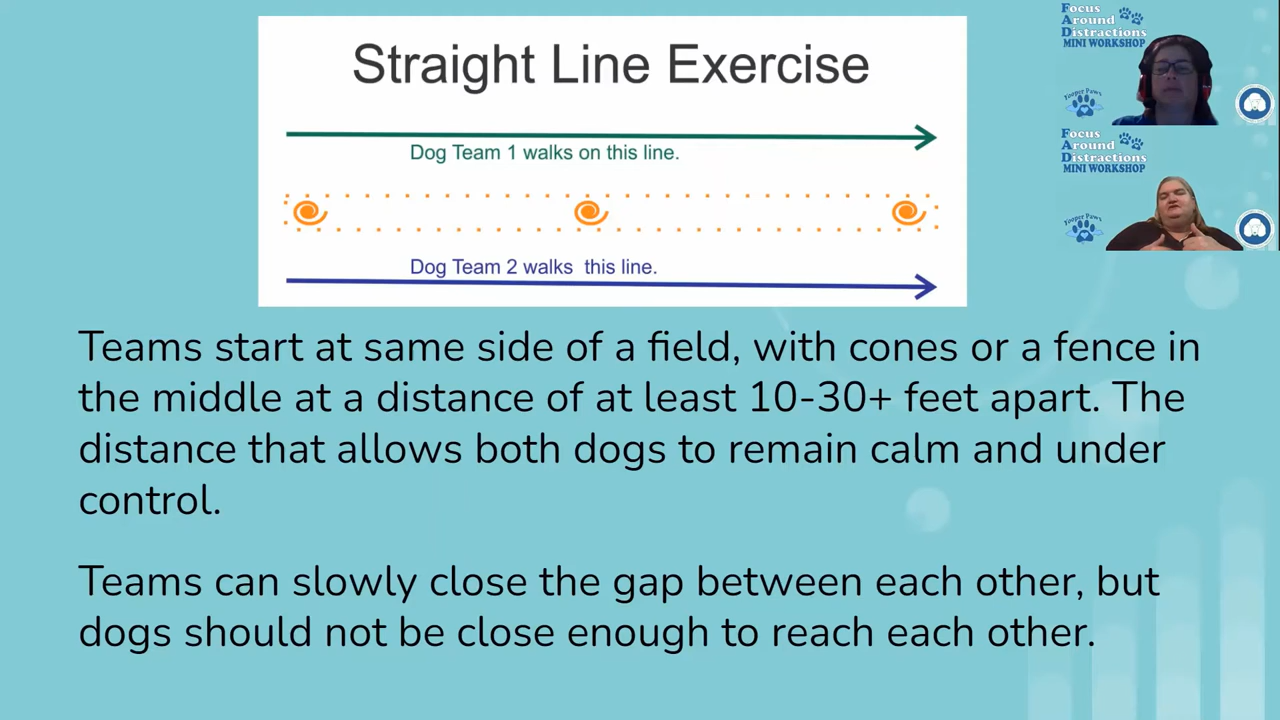 Straight Line Exercise
Dog Team 1 walks on this line.
Dog Team 2 walks this line.
Teams start at same side of a field, with cones or a fence in
the middle at a distance of at least 10-30+ feet apart. The
distance that allows both dogs to remain calm and under
control.
Teams can slowly close the gap between each other, but
dogs should not be close enough to reach each other.
Focus
Around
Distractions
MINI WORKSHOP
Yooper Paws
Focus
Around
Distractions
MINI WORKSHOP
Yooper Paws